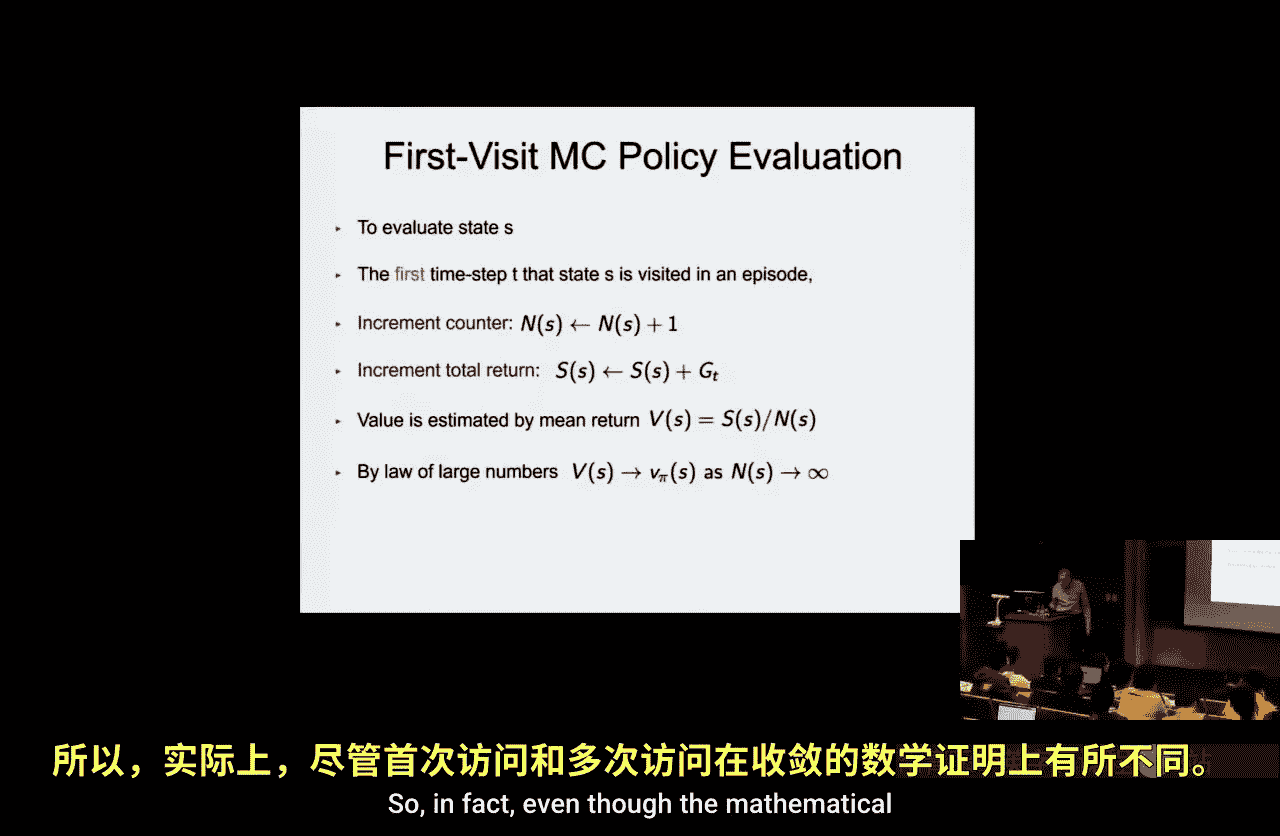 First-Visit MC Policy Evaluation
To evaluate state s
The first time-step t that state s is visited in an episode,
Increment counter: N(s) ← N(s) + 1
Increment total return: S(s) ← S(s) + Gₜ
Value is estimated by mean return V(s) = S(s)/N(s)
By law of large numbers V(s) → vπ(s) as N(s) → ∞
所以，实际上，尽管首次访问和多次访问在收敛的数学证明上有所不同。
So, in fact, even though the mathematical